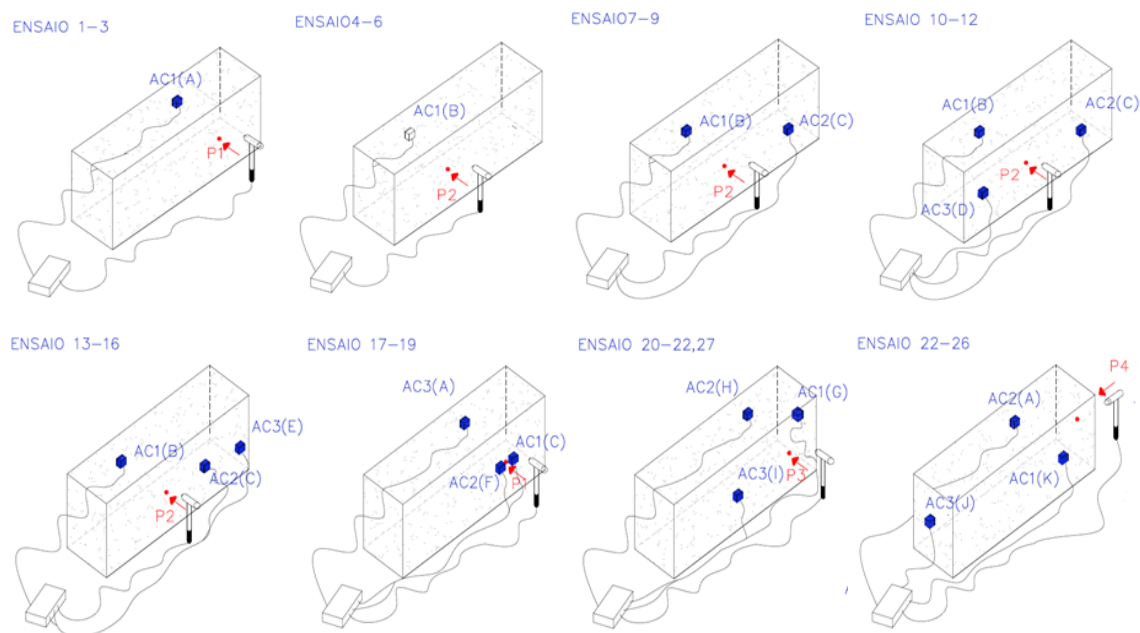 ENSAIO 1-3
AC1(A)
P1
ENSAIO4-6
AC1(B)
P2
ENSAIO7-9
AC1(B)
AC2(C)
P2
ENSAIO 10-12
AC1(B)
AC2(C)
P2
AC3(D)
ENSAIO 13-16
AC1(B)
AC3(E)
AC2(C)
P2
ENSAIO 17-19
AC3(A)
AC1(C)
AC2(F)
ENSAIO 20-22,27
AC2(H)
AC1(G)
AC3(I)
P3
ENSAIO 22-26
P4
AC2(A)
AC1(K)
AC3(J)